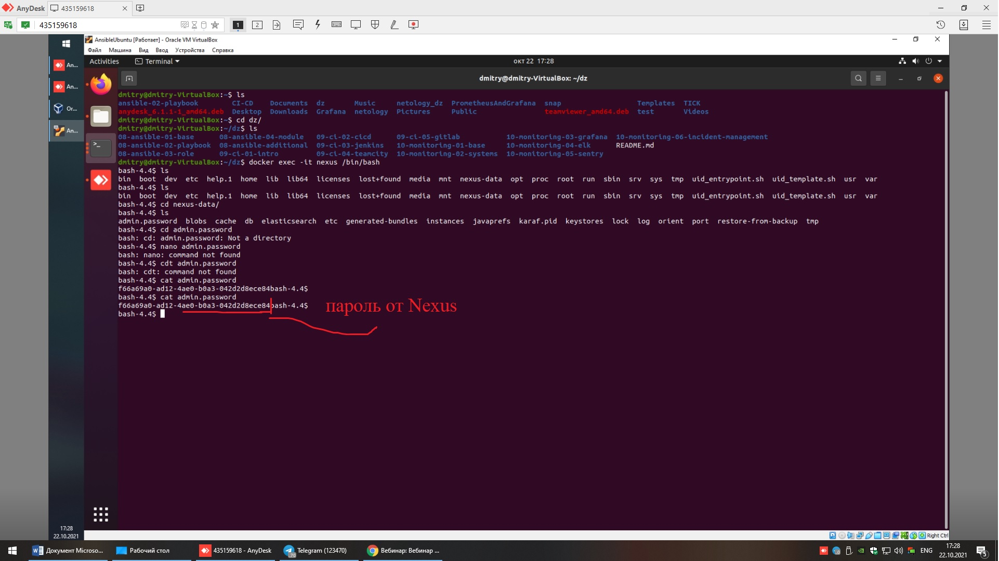 AnyDesk
435159618
435159618
1
2
AnsibleUbuntu [Работает] - Oracle VM VirtualBox
Файл Машина Вид Ввод Устройства Справка
Activities Terminal окт 22 17:28
An...
An...
Or...
An...
dmitry@dmitry-VirtualBox: ~/dz
dmitry@dmitry-VirtualBox:~$ ls
ansible-02-playbook CI-CD Documents dz Music netology_dz PrometheusAndGrafana snap Templates TICK
anydesk_6.1.1-1_amd64.deb Desktop Downloads Grafana netology Pictures Public teamviewer_amd64.deb test Videos
dmitry@dmitry-VirtualBox:~$ cd dz/
dmitry@dmitry-VirtualBox:~/dz$ ls
08-ansible-01-base 08-ansible-04-module 09-ci-02-cicd 09-ci-05-gitlab 10-monitoring-03-grafana 10-monitoring-06-incident-management
08-ansible-02-playbook 08-ansible-additional 09-ci-03-jenkins 10-monitoring-01-base 10-monitoring-04-elk README.md
08-ansible-03-role 09-ci-01-intro 09-ci-04-teamcity 10-monitoring-02-systems 10-monitoring-05-sentry
dmitry@dmitry-VirtualBox:~/dz$ docker exec -it nexus /bin/bash
bash-4.4$ ls
bin boot dev etc help.1 home lib lib64 licenses lost+found media mnt nexus-data opt proc root run sbin srv sys tmp uid_entrypoint.sh uid_template.sh usr var
bash-4.4$ ls
bin boot dev etc help.1 home lib lib64 licenses lost+found media mnt nexus-data opt proc root run sbin srv sys tmp uid_entrypoint.sh uid_template.sh usr var
bash-4.4$ cd nexus-data/
bash-4.4$ ls
admin.password blobs cache db elasticsearch etc generated-bundles instances javaprefs karaf.pid keystores lock log orient port restore-from-backup tmp
bash-4.4$ cd admin.password
bash: cd: admin.password: Not a directory
bash-4.4$ nano admin.password
bash: nano: command not found
bash-4.4$ cdt admin.password
bash: cdt: command not found
bash-4.4$ cat admin.password
f66a69a0-ad12-4ae0-b0a3-042d2d8ece84bash-4.4$
bash-4.4$ cat admin.password
f66a69a0-ad12-4ae0-b0a3-042d2d8ece84bash-4.4$
пароль от Nexus
bash-4.4$
17:28
22.10.2021
Right Ctrl
Документ Microso... Рабочий стол 435159618 - AnyDesk Telegram (123470) Вебинар: Вебинар ... ENG 17:28
22.10.2021